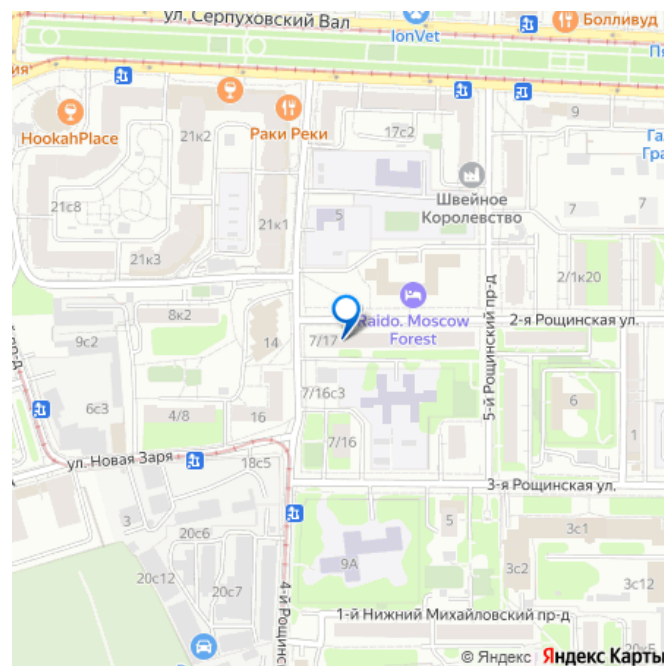 ул. Серпуховский Вал
IonVet
Болливуд
HookahPlace
21к2
Раки Реки
17с2
9
Швейное
Королевство
21с8
21к1
5
7
7
21к3
2/1к20
8к2
Raido. Moscow
Forest
2-я Рощинская ул.
5-й Рощинский пр-д
9с2
14
7/17
7/16с3
6с3
4/8
16
7/16
6
1
ул. Новая Заря
18с5
3-я Рощинская ул.
3
20с6
5
3с1
20с12
20с7
9А
3с2
3с12
4-й Рощинс
1-й Нижний Михайловский пр-д
© Яндекс Яндекс Карты